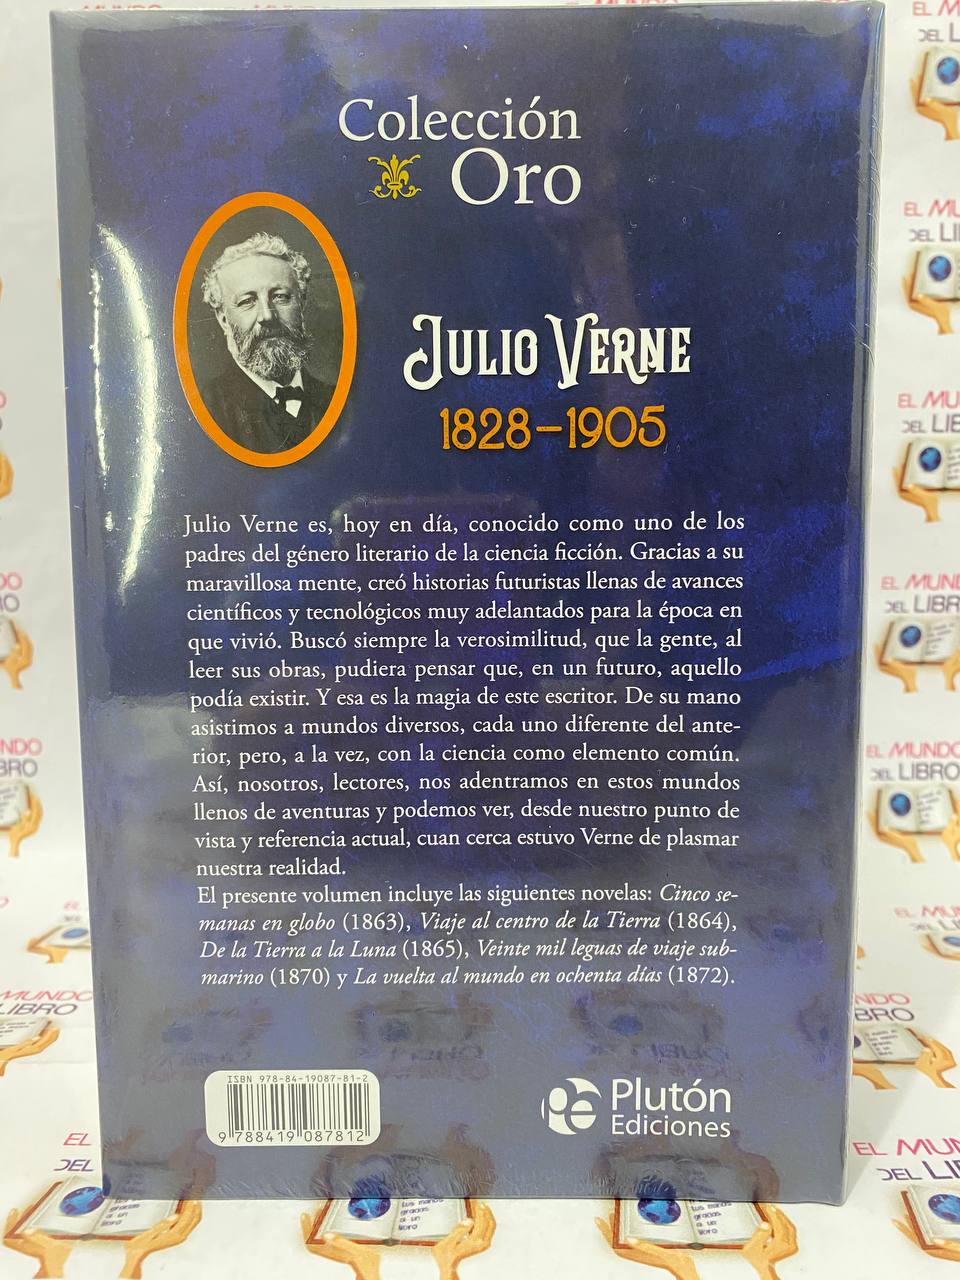 Colección
Oro
JULIO VERNE
1828-1905
Julio Verne es, hoy en día, conocido como uno de los
padres del género literario de la ciencia ficción. Gracias a su
maravillosa mente, creó historias futuristas llenas de avances
científicos y tecnológicos muy adelantados para la época en
que vivió. Buscó siempre la verosimilitud, que la gente, al
leer sus obras, pudiera pensar que, en un futuro, aquello
podía existir. Y esa es la magia de este escritor. De su mano
asistimos a mundos diversos, cada uno diferente del ante-
rior, pero, a la vez, con la ciencia como elemento común.
Así, nosotros, lectores, nos adentramos en estos mundos
llenos de aventuras y podemos ver, desde nuestro punto de
vista y referencia actual, cuan cerca estuvo Verne de plasmar
nuestra realidad.
El presente volumen incluye las siguientes novelas: Cinco se-
manas en globo (1863), Viaje al centro de la Tierra (1864),
De la Tierra a la Luna (1865), Veinte mil leguas de viaje sub-
marino (1870) y La vuelta al mundo en ochenta días (1872).
ISBN 978-84-19087-81-2
9 788419 087812
pe Plutón
Ediciones
EL MUNDO
DEL LIBRO